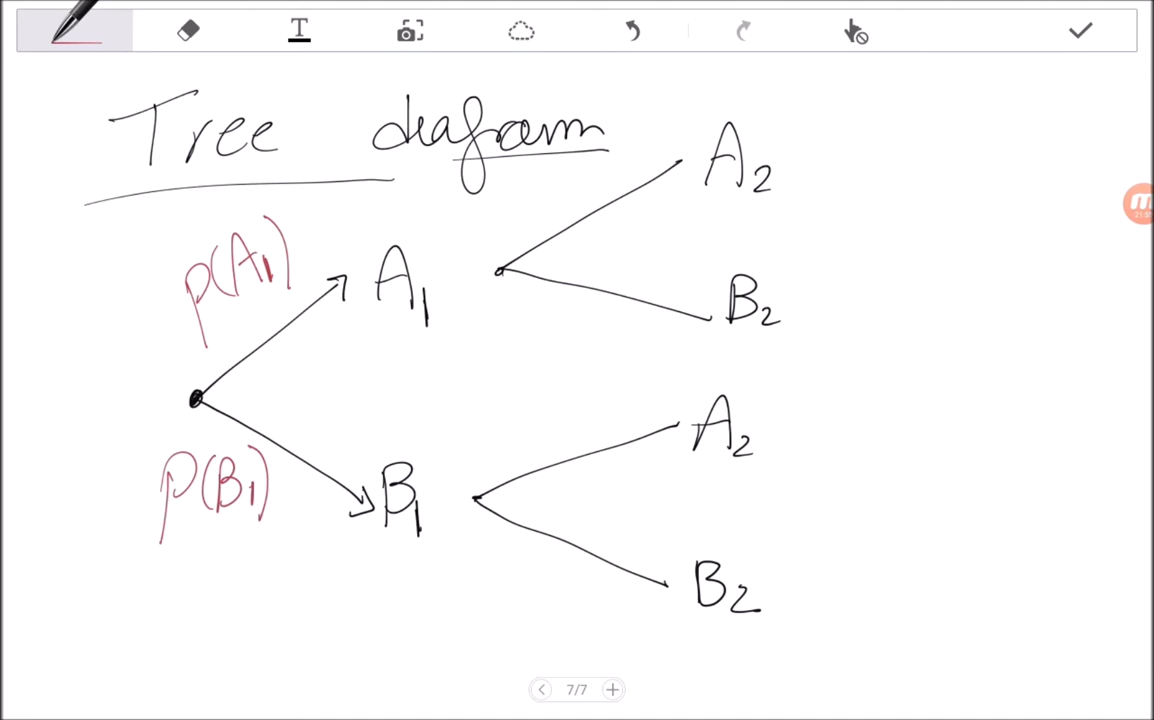 T
Tree diagram
A2
p(A1)
A1
B2
A2
P(B1)
B1
B2
7/7